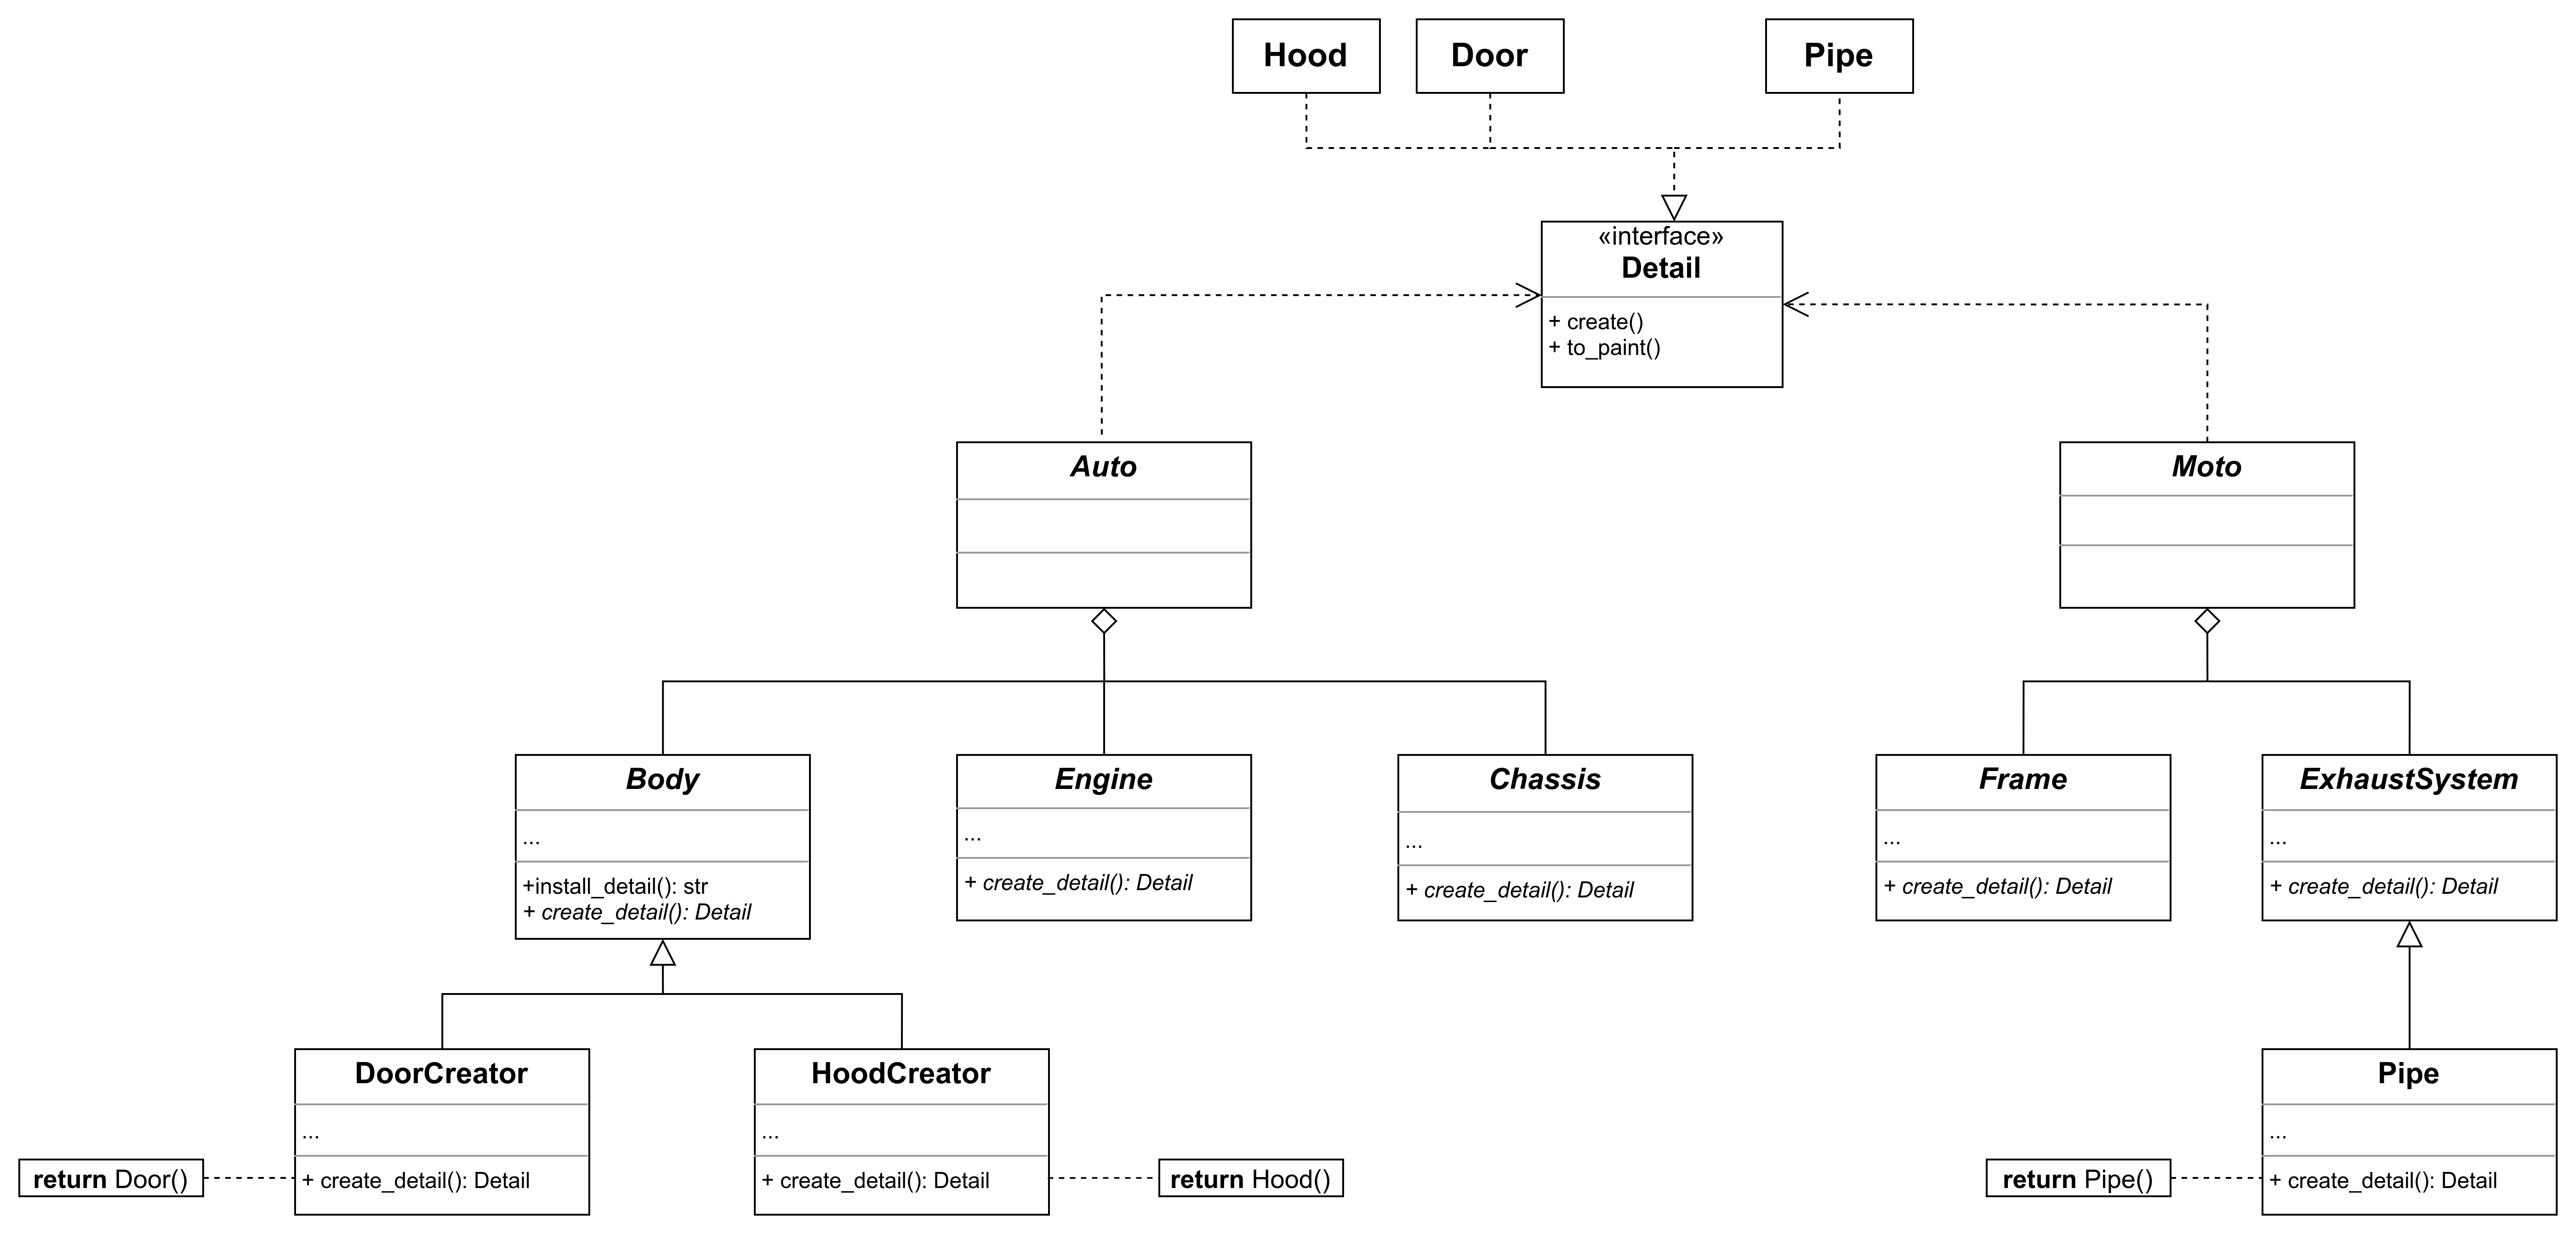 Hood
Door
Pipe
«interface»
Detail
+ create()
+ to_paint()
Auto
Moto
Body
...
+install_detail(): str
+ create_detail(): Detail
Engine
...
+ create_detail(): Detail
Chassis
...
+ create_detail(): Detail
Frame
...
+ create_detail(): Detail
ExhaustSystem
...
+ create_detail(): Detail
return Door()
DoorCreator
...
+ create_detail(): Detail
HoodCreator
...
+ create_detail(): Detail
return Hood()
return Pipe()
Pipe
...
+ create_detail(): Detail